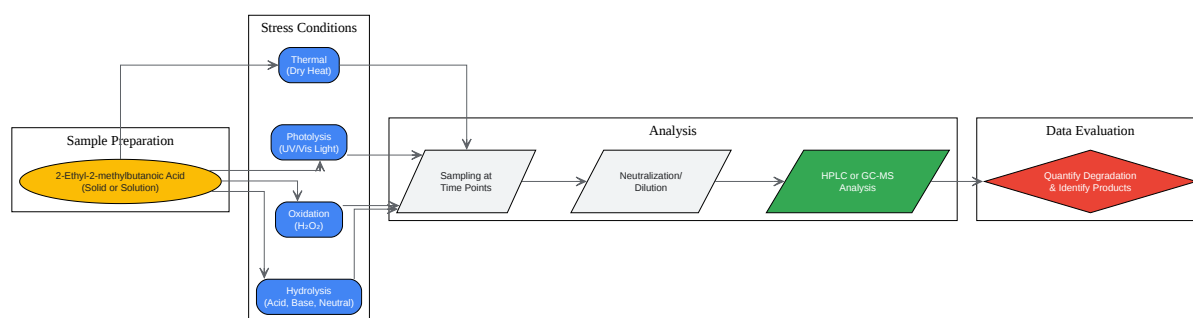 Stress Conditions
Thermal
(Dry Heat)
Sample Preparation
Photolysis
(UV/Vis Light)
Analysis
Data Evaluation
2-Ethyl-2-methylbutanoic Acid
(Solid or Solution)
Sampling at
Time Points
Neutralization/
Dilution
HPLC or GC-MS
Analysis
Quantify Degradation
& Identify Products
Oxidation
(H₂O₂)
Hydrolysis
(Acid, Base, Neutral)